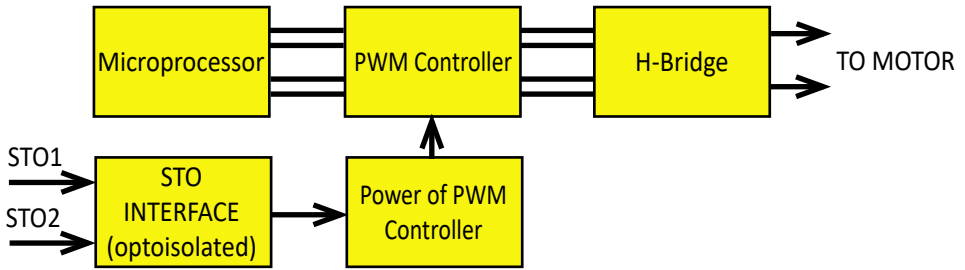 Microprocessor
PWM Controller
H-Bridge
TO MOTOR
STO1
STO2
STO
INTERFACE
(optoisolated)
Power of PWM
Controller